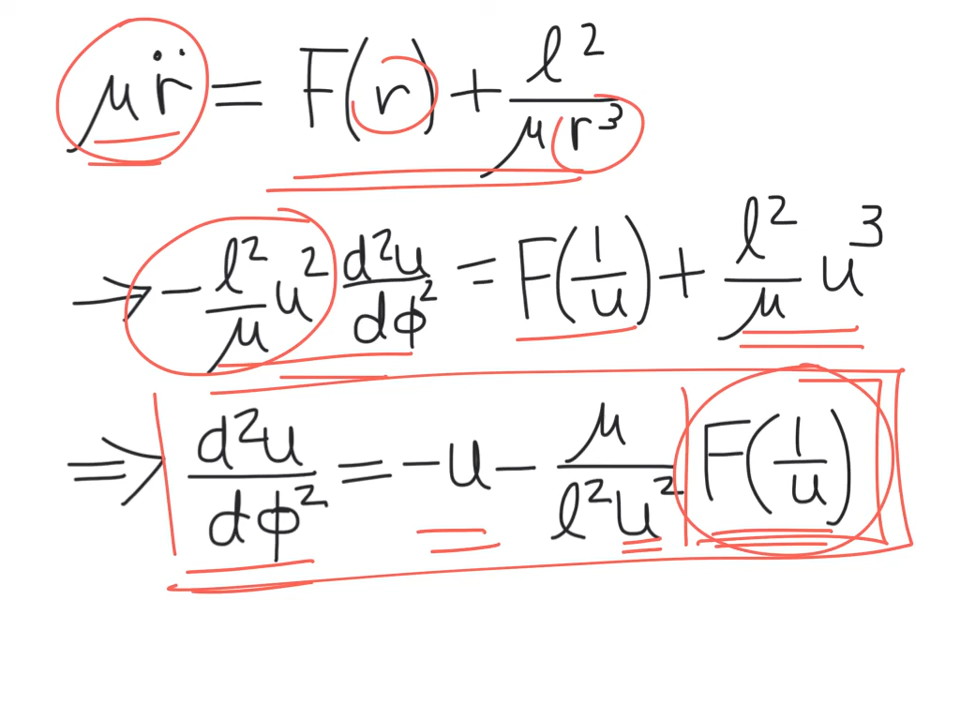 μr̈ = F(r) + l²/μr³
→ -l²/μ u² d²u/dϕ² = F(1/u) + l²/μ u³
⇒ d²u/dϕ² = -u - μ/l²u² F(1/u)